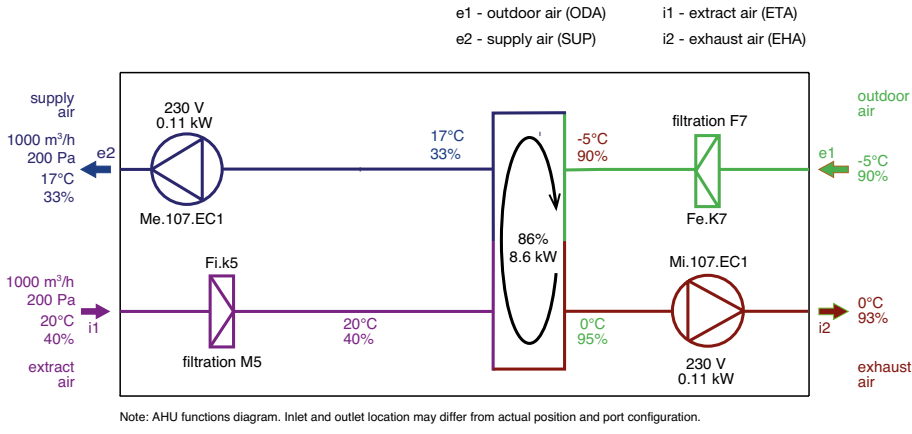 e1 - outdoor air (ODA)
i1 - extract air (ETA)
e2 - supply air (SUP)
i2 - exhaust air (EHA)
supply
air
1000 m³/h
200 Pa
17°C
33%
e2
230 V
0.11 kW
Me.107.EC1
17°C
33%
-5°C
90%
filtration F7
Fe.K7
outdoor
air
e1
-5°C
90%
86%
8.6 kW
1000 m³/h
200 Pa
20°C
40%
i1
extract
air
Fi.k5
filtration M5
20°C
40%
0°C
95%
Mi.107.EC1
230 V
0.11 kW
0°C
93%
i2
exhaust
air
Note: AHU functions diagram. Inlet and outlet location may differ from actual position and port configuration.